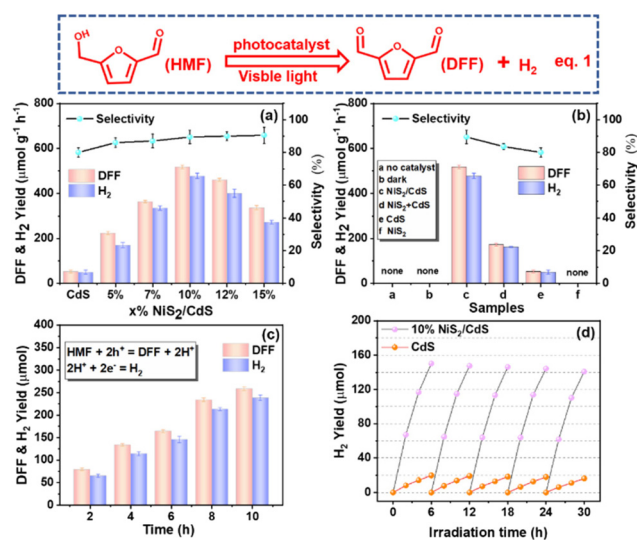 OH
O
O
(HMF)
photocatalyst
Visble light
O
O
O
(DFF) + H₂ eq. 1
(a)
Selectivity
DFF
H₂
DFF & H₂ Yield (μmol g⁻¹ h⁻¹)
800
600
400
200
0
Selectivity (%)
100
80
60
40
20
0
CdS 5% 7% 10% 12% 15%
x% NiS₂/CdS
(b)
Selectivity
a no catalyst
b dark
c NiS₂/CdS
d NiS₂+CdS
e CdS
f NiS₂
DFF
H₂
none none none
DFF & H₂ Yield (μmol g⁻¹ h⁻¹)
800
600
400
200
0
Selectivity (%)
100
80
60
40
20
0
a b c d e f
Samples
(c)
HMF + 2h⁺ = DFF + 2H⁺
2H⁺ + 2e⁻ = H₂
DFF
H₂
DFF & H₂ Yield (μmol)
400
350
300
250
200
150
100
50
0
2 4 6 8 10
Time (h)
(d)
10% NiS₂/CdS
CdS
H₂ Yield (μmol)
200
180
160
140
120
100
80
60
40
20
0
0 6 12 18 24 30
Irradiation time (h)